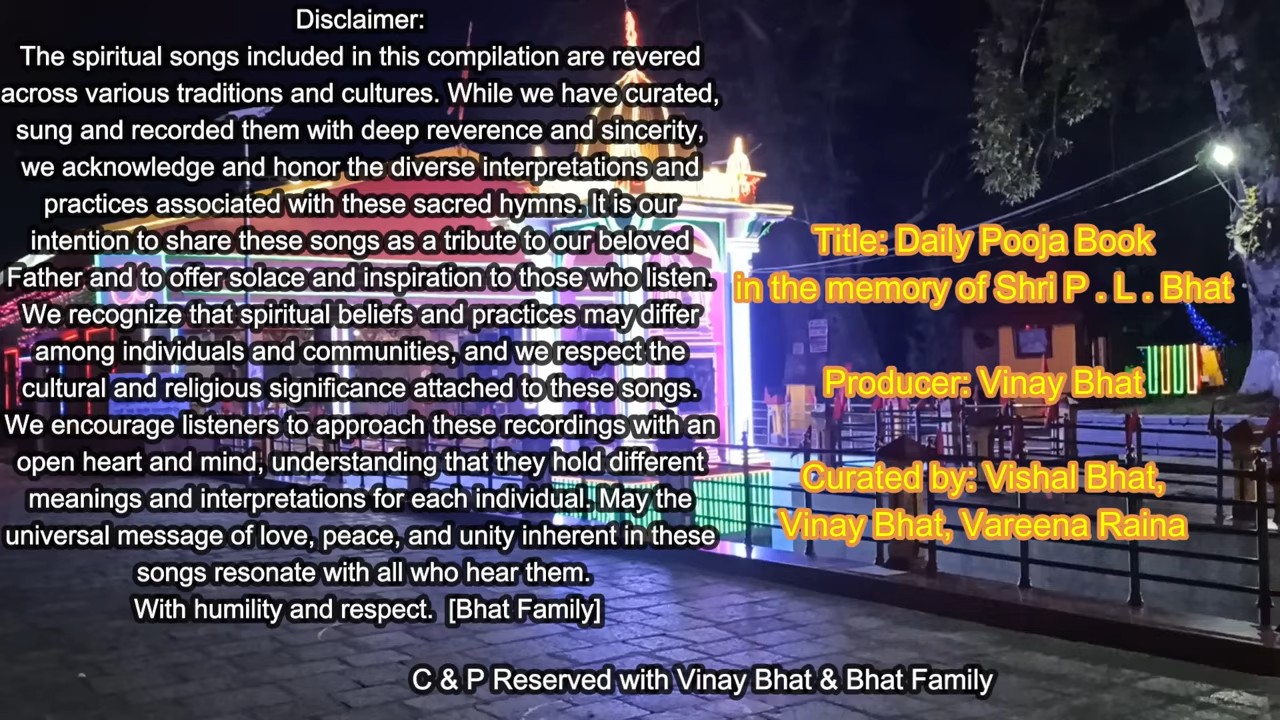 Disclaimer:
The spiritual songs included in this compilation are revered
across various traditions and cultures. While we have curated,
sung and recorded them with deep reverence and sincerity,
we acknowledge and honor the diverse interpretations and
practices associated with these sacred hymns. It is our
intention to share these songs as a tribute to our beloved
Father and to offer solace and inspiration to those who listen.
We recognize that spiritual beliefs and practices may differ
among individuals and communities, and we respect the
cultural and religious significance attached to these songs.
We encourage listeners to approach these recordings with an
open heart and mind, understanding that they hold different
meanings and interpretations for each individual. May the
universal message of love, peace, and unity inherent in these
songs resonate with all who hear them.
With humility and respect.  [Bhat Family]
Title: Daily Pooja Book
in the memory of Shri P . L . Bhat
Producer: Vinay Bhat
Curated by: Vishal Bhat,
Vinay Bhat, Vareena Raina
C & P Reserved with Vinay Bhat & Bhat Family